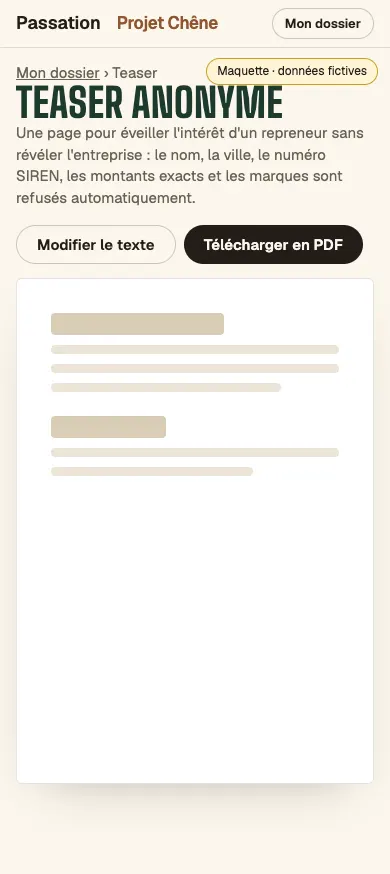 Passation Projet Chêne Mon dossier
Mon dossier › Teaser
Maquette · données fictives
TEASER ANONYME
Une page pour éveiller l'intérêt d'un repreneur sans
révéler l'entreprise : le nom, la ville, le numéro
SIREN, les montants exacts et les marques sont
refusés automatiquement.
Modifier le texte Télécharger en PDF